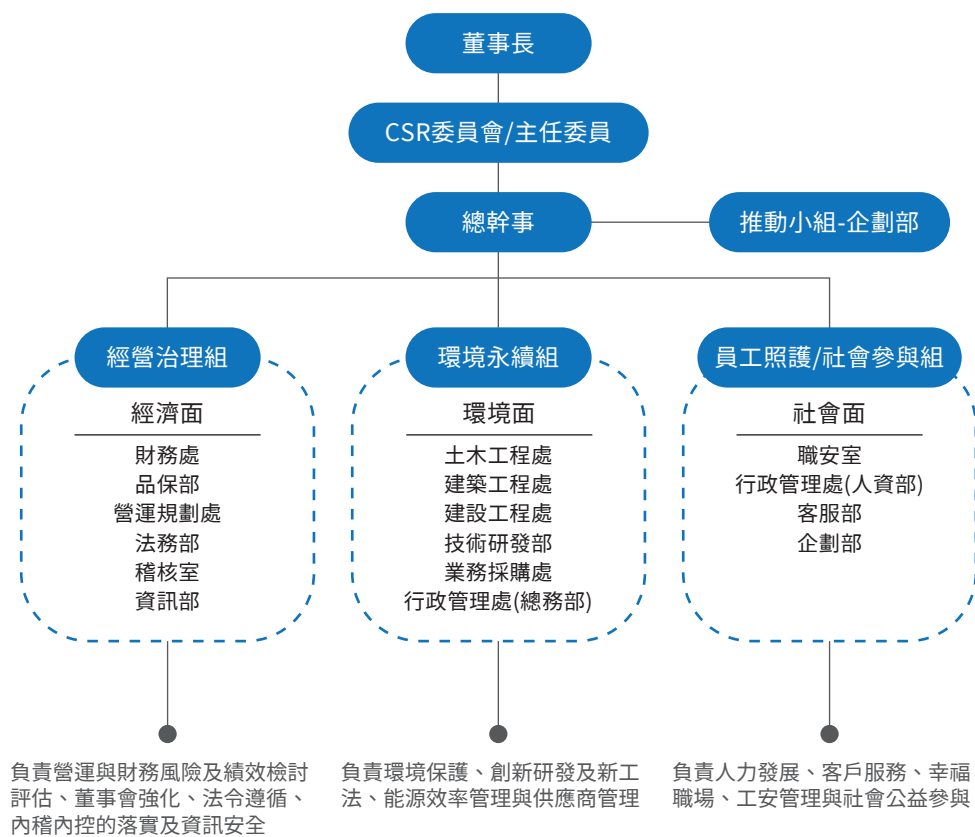 董事長
CSR委員會/主任委員
總幹事
推動小組-企劃部
經營治理組
經濟面
財務處
品保部
營運規劃處
法務部
稽核室
資訊部
負責營運與財務風險及績效檢討
評估、董事會強化、法令遵循、
內稽內控的落實及資訊安全
環境永續組
環境面
土木工程處
建築工程處
建設工程處
技術研發部
業務採購處
行政管理處(總務部)
負責環境保護、創新研發及新工
法、能源效率管理與供應商管理
員工照護/社會參與組
社會面
職安室
行政管理處(人資部)
客服部
企劃部
負責人力發展、客戶服務、幸福
職場、工安管理與社會公益參與